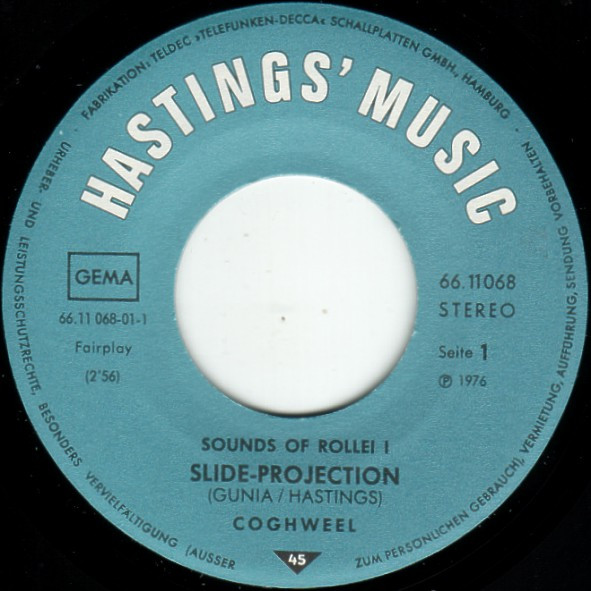 FABRIKATION: TELDEC »TELEFUNKEN-DECCA« SCHALLPLATTEN GMBH., HAMBURG ·
URHEBER- UND LEISTUNGSSCHUTZRECHTE, BESONDERS VERVIELFÄLTIGUNG (AUSSER ZUM PERSÖNLICHEN GEBRAUCH), VERMIETUNG, AUFFÜHRUNG, SENDUNG VORBEHALTEN ·
HASTINGS' MUSIC
GEMA
66.11 068-01-1
Fairplay
(2'56)
66.11068
STEREO
Seite 1
Ⓟ 1976
SOUNDS OF ROLLEI I
SLIDE-PROJECTION
(GUNIA / HASTINGS)
COGHWEEL
45